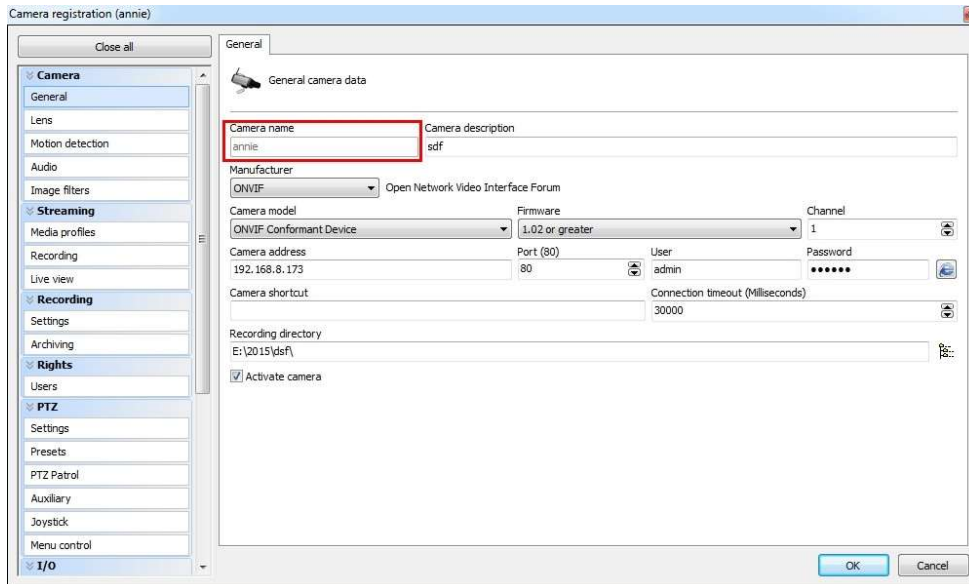 Camera registration (annie)
Close all
General
Camera
General
Lens
Motion detection
Audio
Image filters
Streaming
Media profiles
Recording
Live view
Recording
Settings
Archiving
Rights
Users
PTZ
Settings
Presets
PTZ Patrol
Auxiliary
Joystick
Menu control
I/O
General camera data
Camera name Camera description
annie sdf
Manufacturer
ONVIF Open Network Video Interface Forum
Camera model Firmware Channel
ONVIF Conformant Device 1.02 or greater 1
Camera address Port (80) User Password
192.168.8.173 80 admin ••••••
Camera shortcut Connection timeout (Milliseconds)
30000
Recording directory
E:\2015\dsf\
Activate camera
OK Cancel